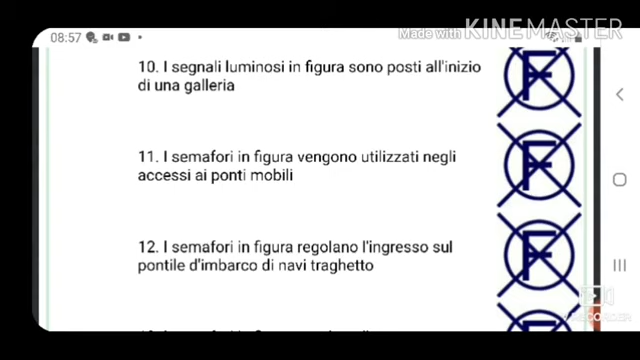 Made with KINEMASTER
08:57
10. I segnali luminosi in figura sono posti all'inizio
di una galleria
F
11. I semafori in figura vengono utilizzati negli
accessi ai ponti mobili
F
12. I semafori in figura regolano l'ingresso sul
pontile d'imbarco di navi traghetto
F
RECORDER